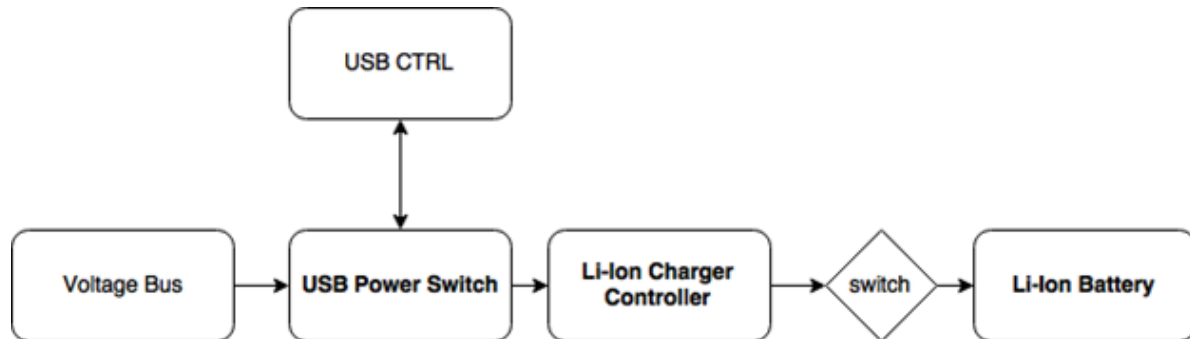 USB CTRL
Voltage Bus
USB Power Switch
Li-Ion Charger
Controller
switch
Li-Ion Battery